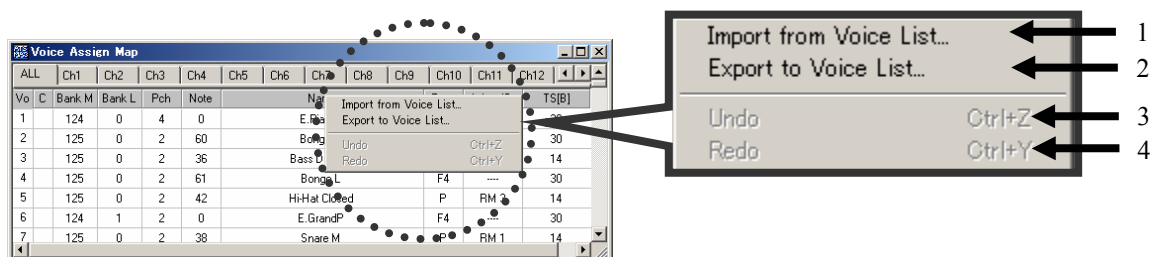 Voice Assign Map
ALL Ch1 Ch2 Ch3 Ch4 Ch5 Ch6 Ch7 Ch8 Ch9 Ch10 Ch11 Ch12
Vo C Bank M Bank L Pch Note TS[B]
1 124 0 4 0
2 125 0 2 60 30
3 125 0 2 36 14
4 125 0 2 61 Bongo L F4 ---- 30
5 125 0 2 42 Hi-Hat Closed P RM 14
6 124 1 2 0 E.GrandP F4 ---- 30
7 125 0 2 38 Snare M P RM 1 14
Import from Voice List...
Export to Voice List...
Undo Ctrl+Z
Redo Ctrl+Y
Import from Voice List... 1
Export to Voice List... 2
Undo Ctrl+Z 3
Redo Ctrl+Y 4